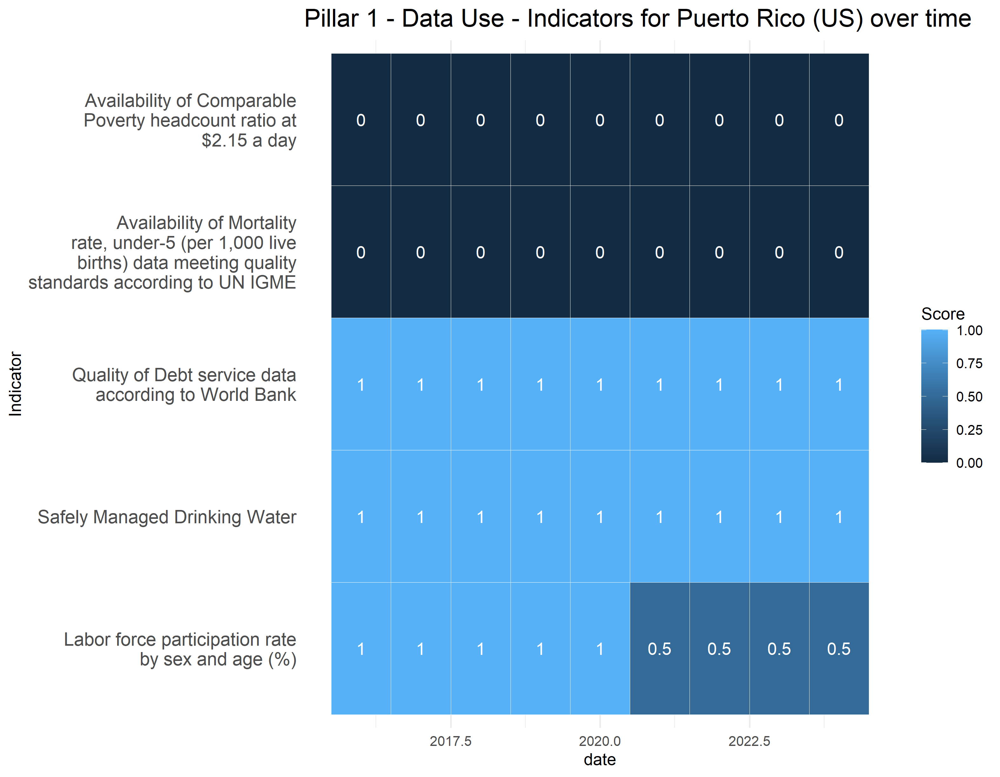 Pillar 1 - Data Use - Indicators for Puerto Rico (US) over time
Availability of Comparable
Poverty headcount ratio at
$2.15 a day
0 0 0 0 0 0 0 0 0
Availability of Mortality
rate, under-5 (per 1,000 live
births) data meeting quality
standards according to UN IGME
0 0 0 0 0 0 0 0 0
Quality of Debt service data
according to World Bank
1 1 1 1 1 1 1 1 1
Safely Managed Drinking Water
1 1 1 1 1 1 1 1 1
Labor force participation rate
by sex and age (%)
1 1 1 1 1 0.5 0.5 0.5 0.5
Indicator
2017.5 2020.0 2022.5
date
Score
1.00
0.75
0.50
0.25
0.00